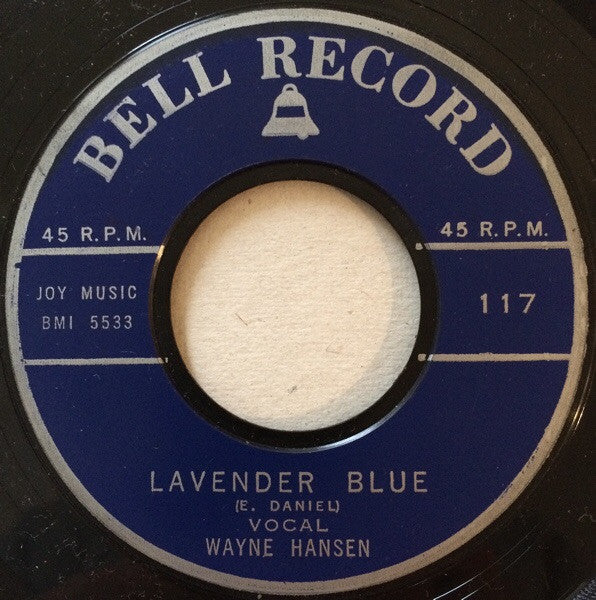 BELL RECORD
45 R.P.M.
45 R.P.M.
JOY MUSIC
BMI 5533
117
LAVENDER BLUE
(E. DANIEL)
VOCAL
WAYNE HANSEN